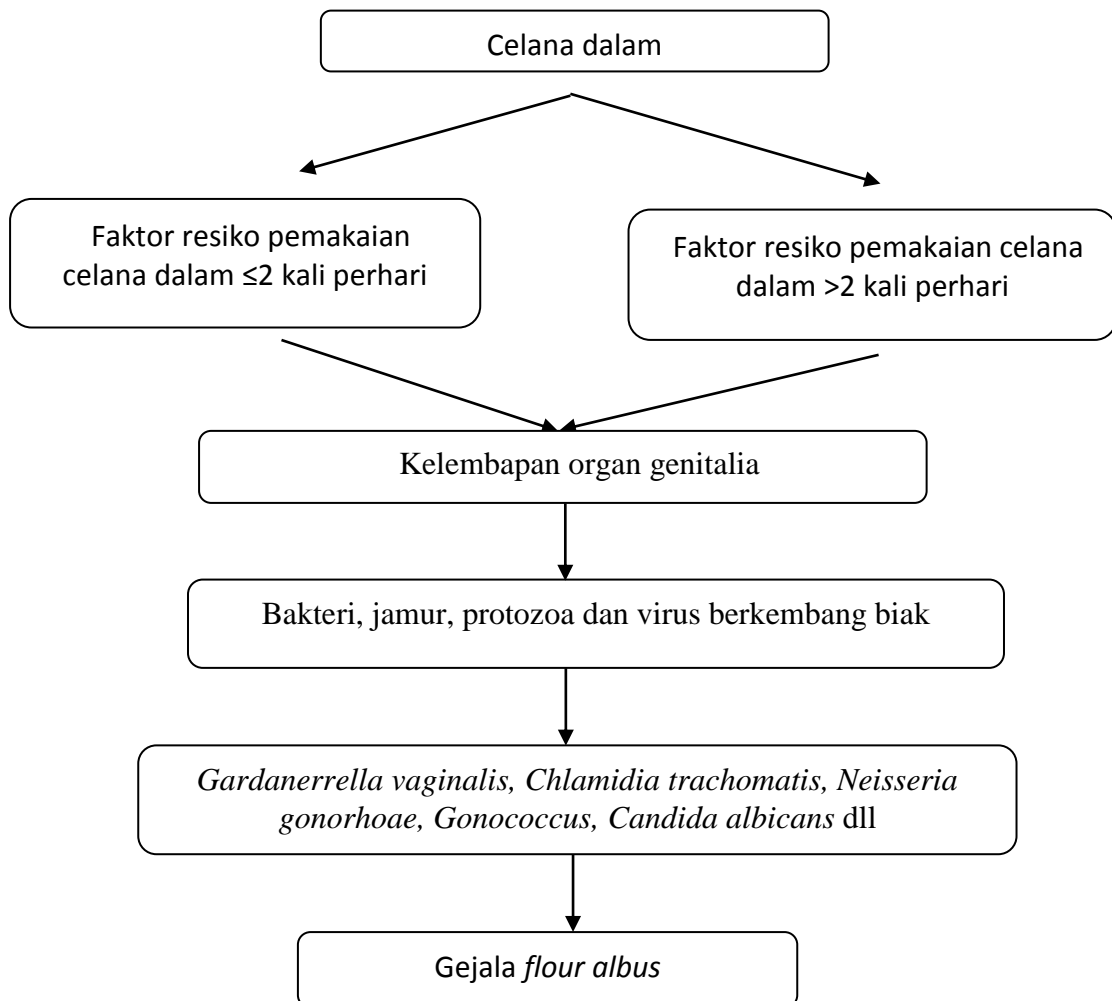 Celana dalam
Faktor resiko pemakaian
celana dalam ≤2 kali perhari
Faktor resiko pemakaian celana
dalam >2 kali perhari
Kelembapan organ genitalia
Bakteri, jamur, protozoa dan virus berkembang biak
Gardanerrella vaginalis, Chlamidia trachomatis, Neisseria
gonorhoae, Gonococcus, Candida albicans dll
Gejala flour albus